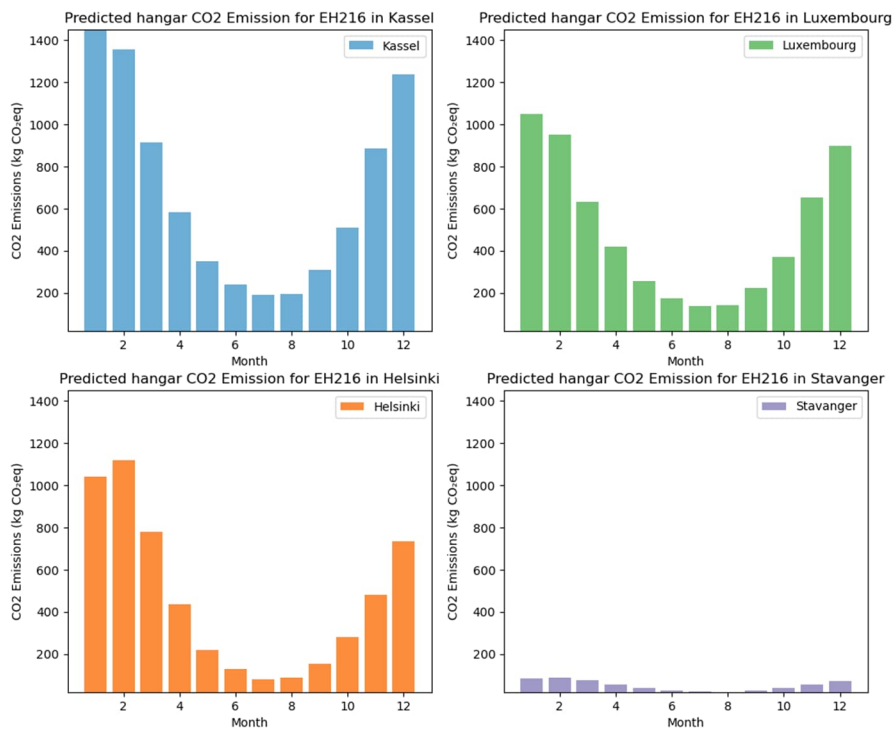 Predicted hangar CO2 Emission for EH216 in Kassel
1400
1200
1000
800
600
400
200
CO2 Emissions (kg CO₂eq)
Kassel
2 4 6 8 10 12
Month
Predicted hangar CO2 Emission for EH216 in Luxembourg
1400
1200
1000
800
600
400
200
CO2 Emissions (kg CO₂eq)
Luxembourg
2 4 6 8 10 12
Month
Predicted hangar CO2 Emission for EH216 in Helsinki
1400
1200
1000
800
600
400
200
CO2 Emissions (kg CO₂eq)
Helsinki
2 4 6 8 10 12
Month
Predicted hangar CO2 Emission for EH216 in Stavanger
1400
1200
1000
800
600
400
200
CO2 Emissions (kg CO₂eq)
Stavanger
2 4 6 8 10 12
Month